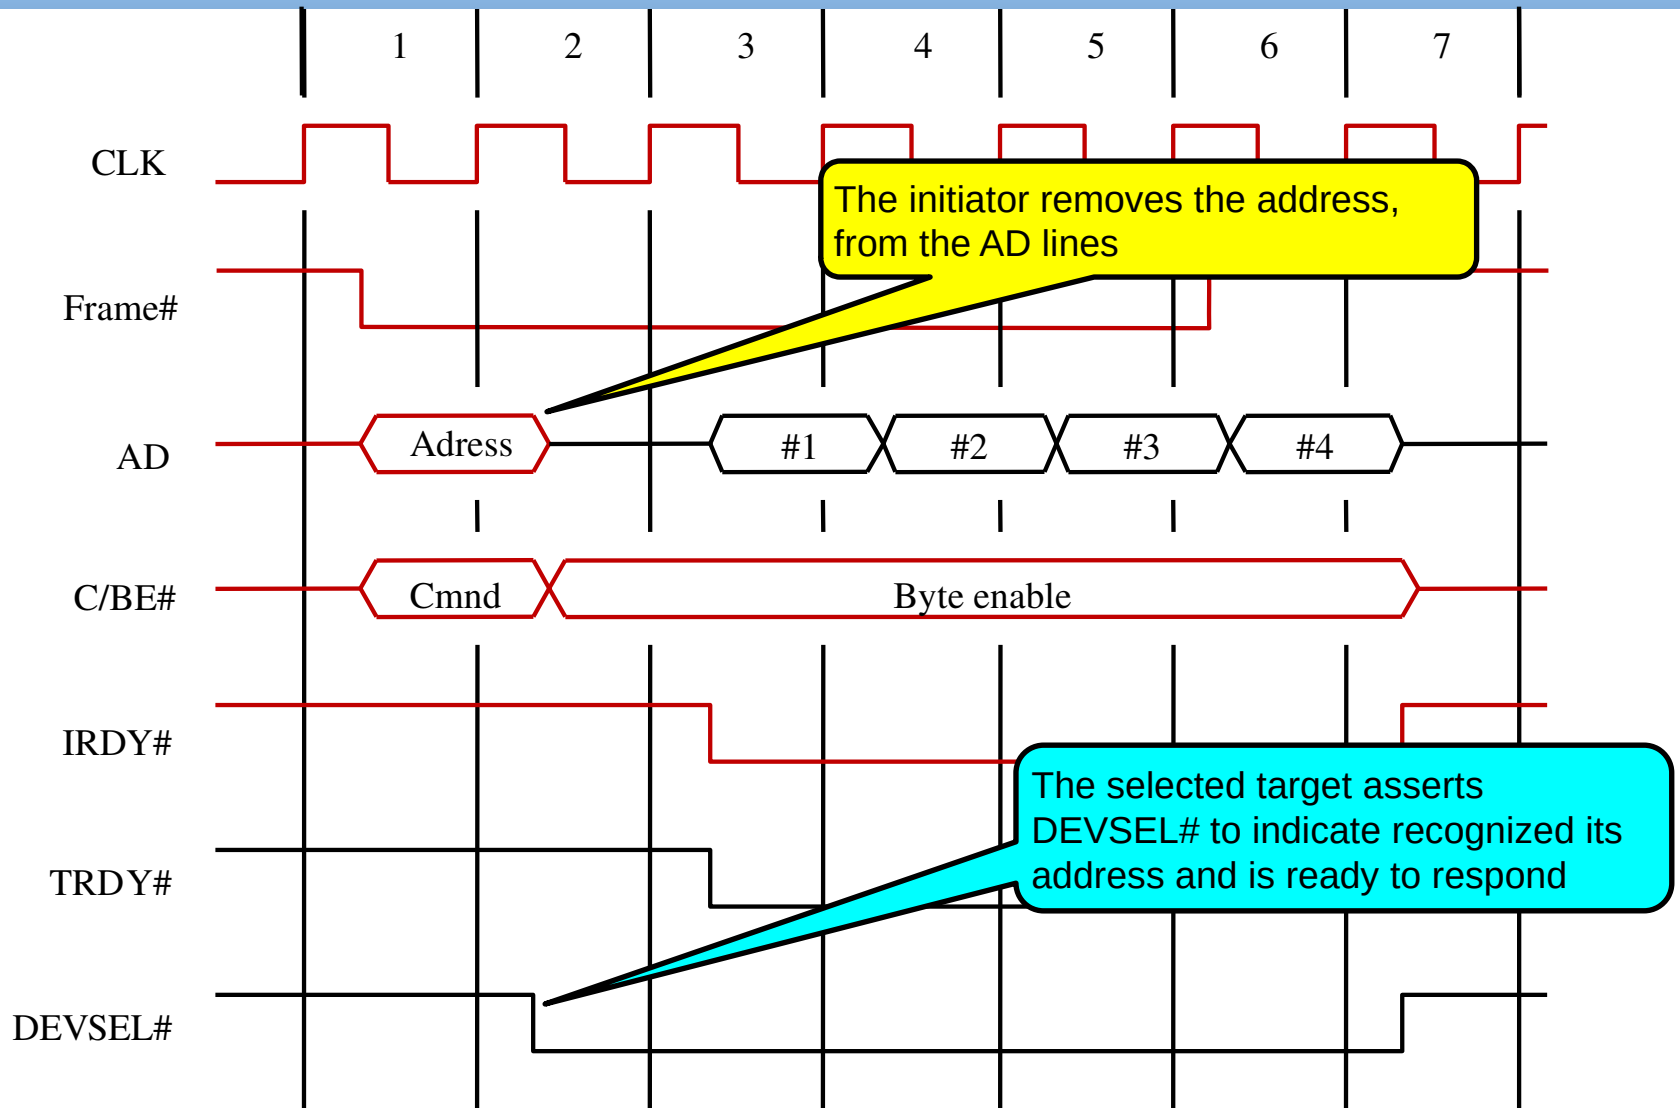 1 2 3 4 5 6 7
CLK
The initiator removes the address,
from the AD lines
Frame#
AD
Adress #1 #2 #3 #4
C/BE#
Cmnd Byte enable
IRDY#
The selected target asserts
DEVSEL# to indicate recognized its
address and is ready to respond
TRDY#
DEVSEL#